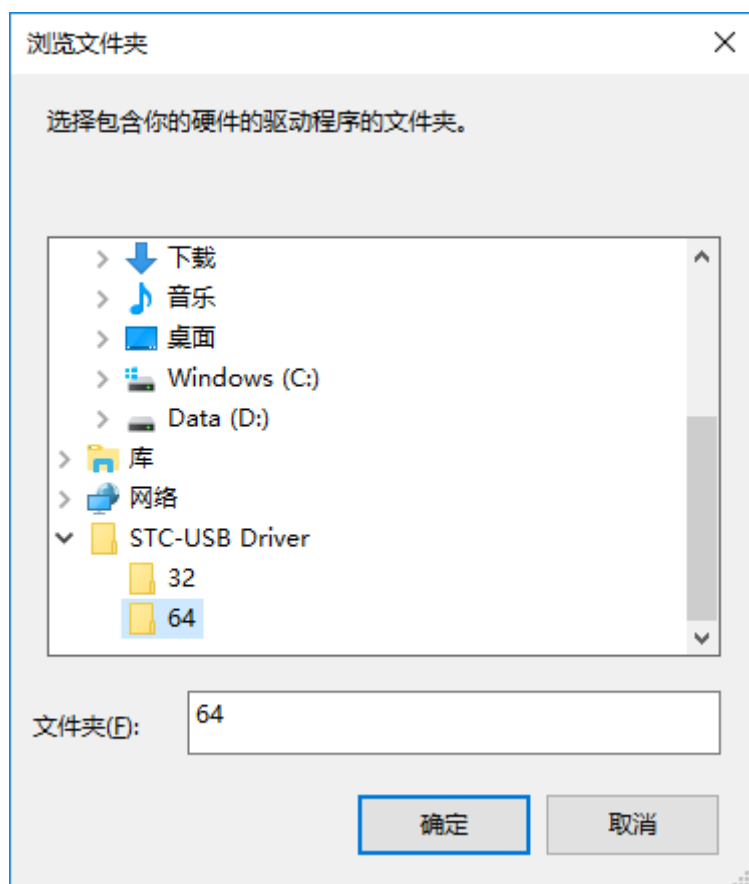 浏览文件夹
选择包含你的硬件的驱动程序的文件夹。
下载
音乐
桌面
Windows (C:)
Data (D:)
库
网络
STC-USB Driver
32
64
文件夹(F):
64
确定
取消